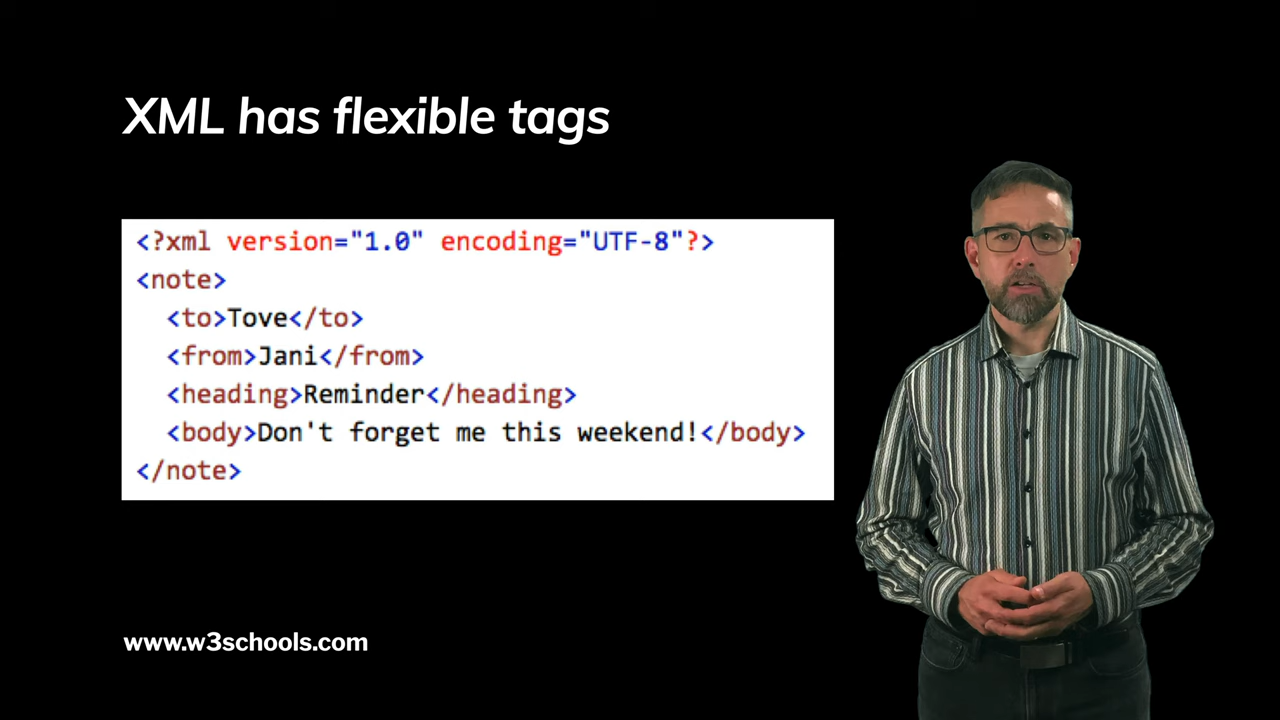 XML has flexible tags
<?xml version="1.0" encoding="UTF-8"?>
<note>
  <to>Tove</to>
  <from>Jani</from>
  <heading>Reminder</heading>
  <body>Don't forget me this weekend!</body>
</note>
www.w3schools.com